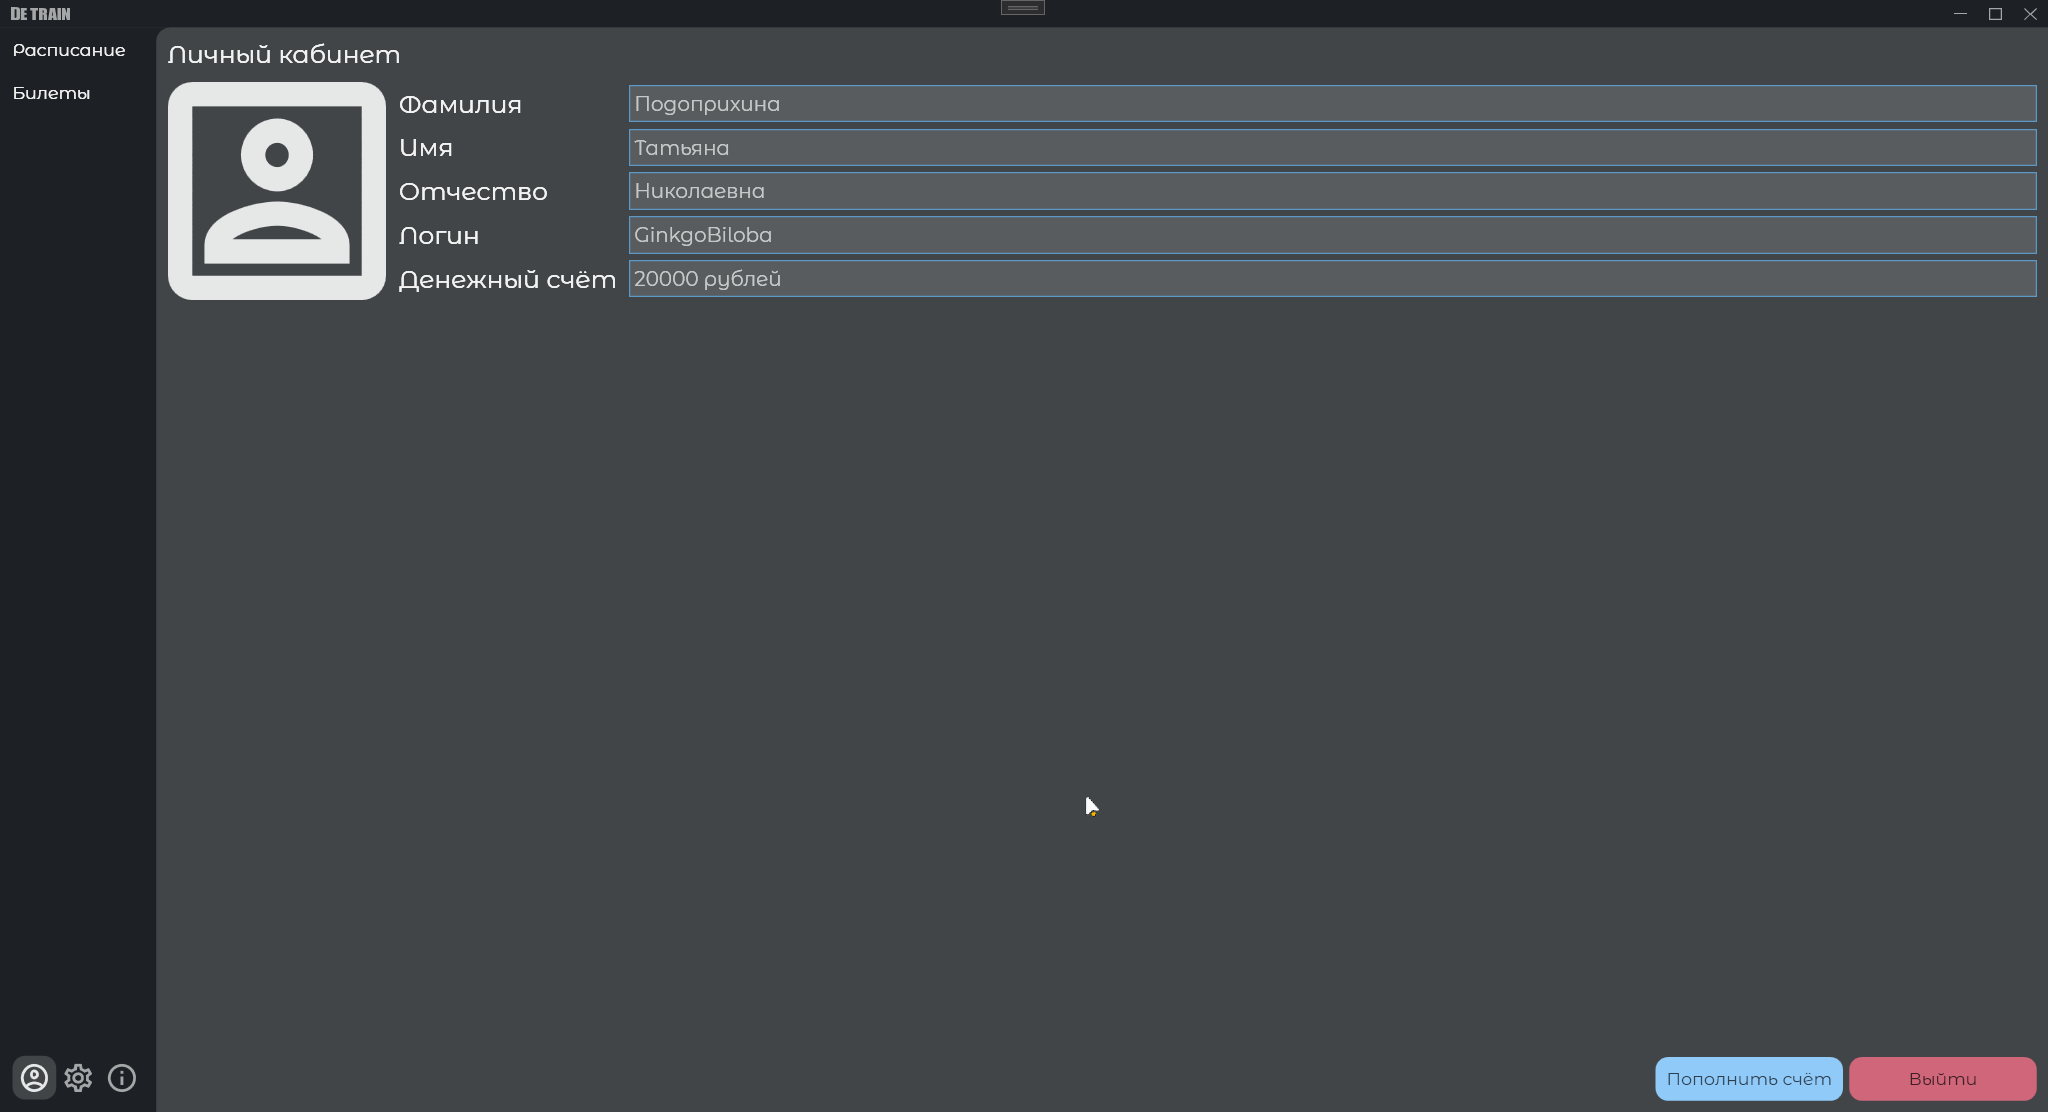 DE TRAIN
Расписание
Билеты
Личный кабинет
Фамилия Подоприхина
Имя Татьяна
Отчество Николаевна
Логин GinkgoBiloba
Денежный счёт 20000 рублей
Пополнить счёт Выйти